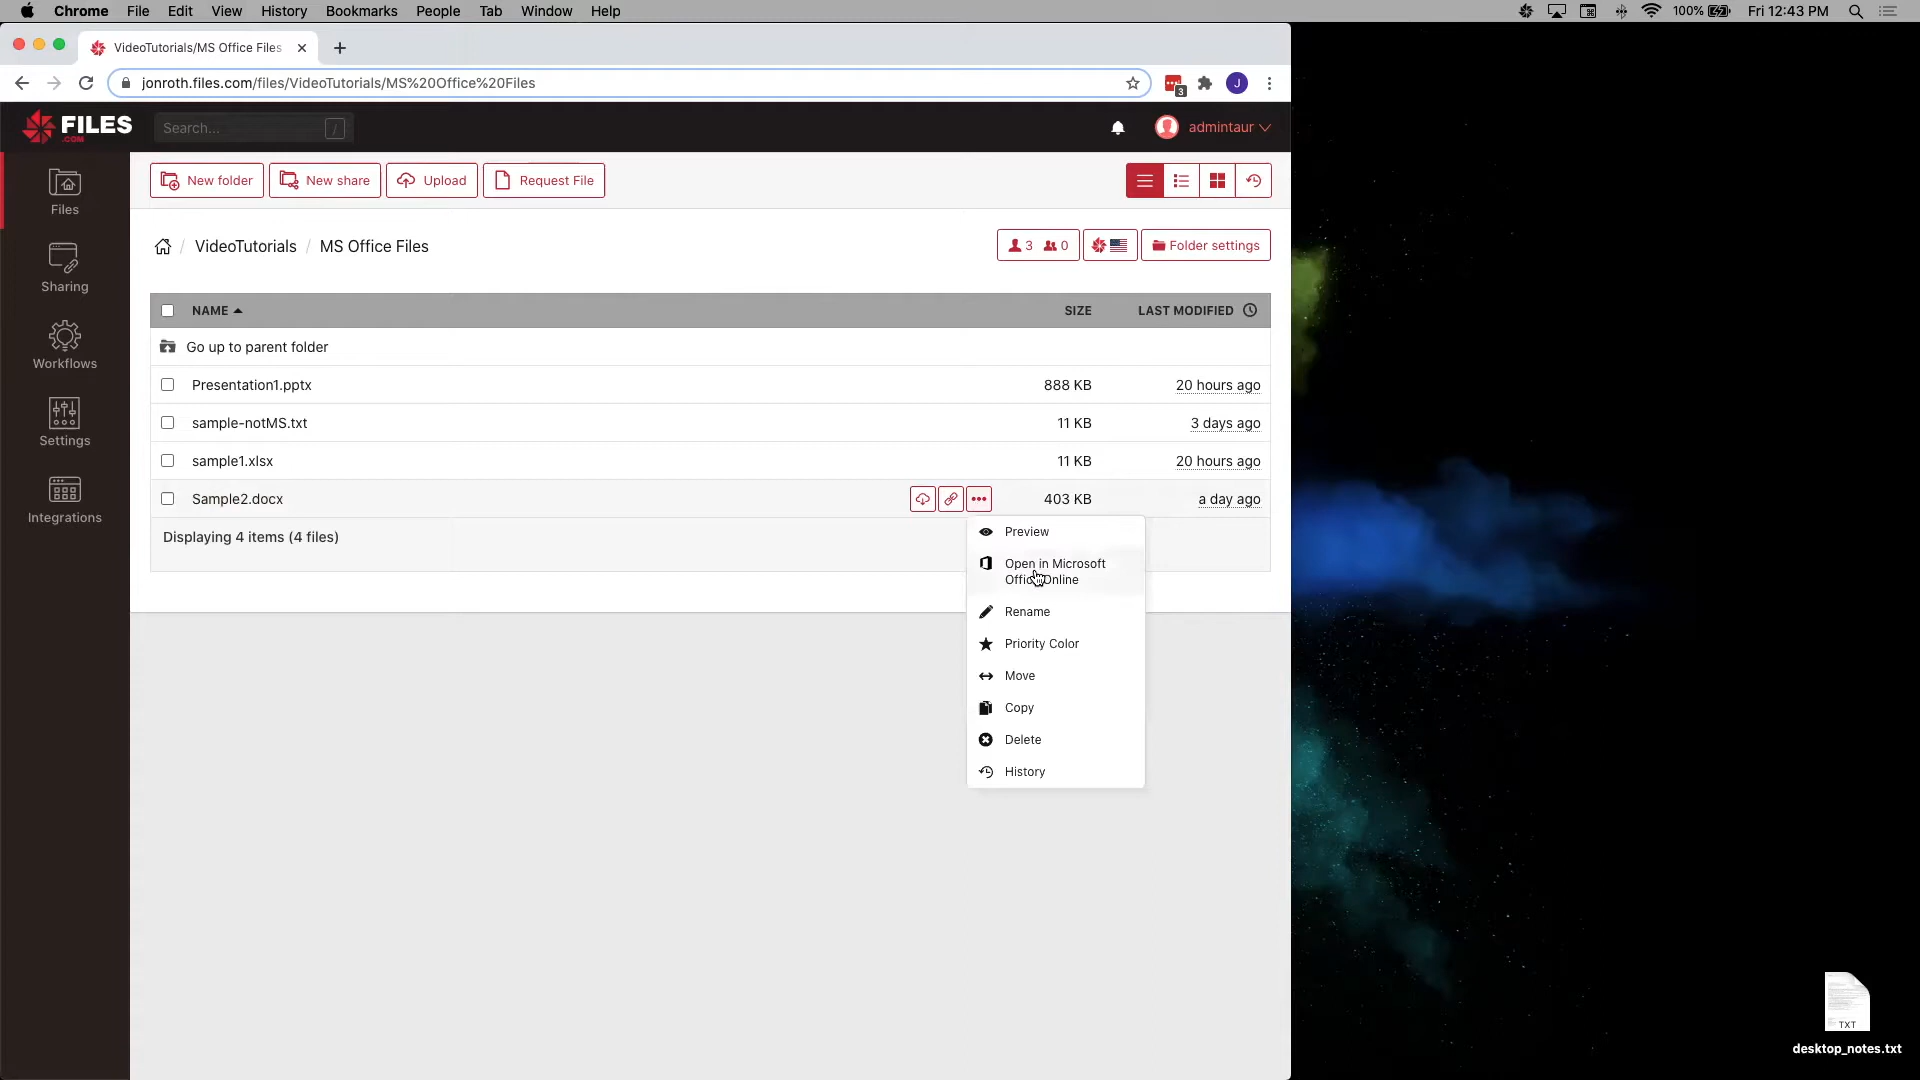 Chrome File Edit View History Bookmarks People Tab Window Help 100% Fri 12:43 PM
VideoTutorials/MS Office Files
jonroth.files.com/files/VideoTutorials/MS%20Office%20Files 3 J
FILES .COM Search... / admintaur
New folder New share Upload Request File
Files
Sharing
Workflows
Settings
Integrations
/ VideoTutorials / MS Office Files 3 0 Folder settings
NAME SIZE LAST MODIFIED
Go up to parent folder
Presentation1.pptx 888 KB 20 hours ago
sample-notMS.txt 11 KB 3 days ago
sample1.xlsx 11 KB 20 hours ago
Sample2.docx 403 KB a day ago
Displaying 4 items (4 files)
Preview
Open in Microsoft
Office Online
Rename
Priority Color
Move
Copy
Delete
History
TXT
desktop_notes.txt